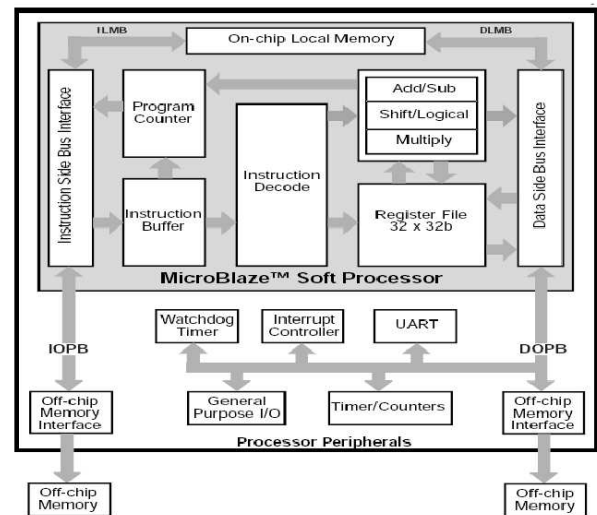 ILMB
DLMB
On-chip Local Memory
Instruction Side Bus Interface
Program
Counter
Add/Sub
Shift/Logical
Multiply
Data Side Bus Interface
Instruction
Decode
Instruction
Buffer
Register File
32 x 32b
MicroBlaze™ Soft Processor
Watchdog
Timer
Interrupt
Controller
UART
IOPB
DOPB
Off-chip
Memory
Interface
General
Purpose I/O
Timer/Counters
Off-chip
Memory
Interface
Processor Peripherals
Off-chip
Memory
Off-chip
Memory